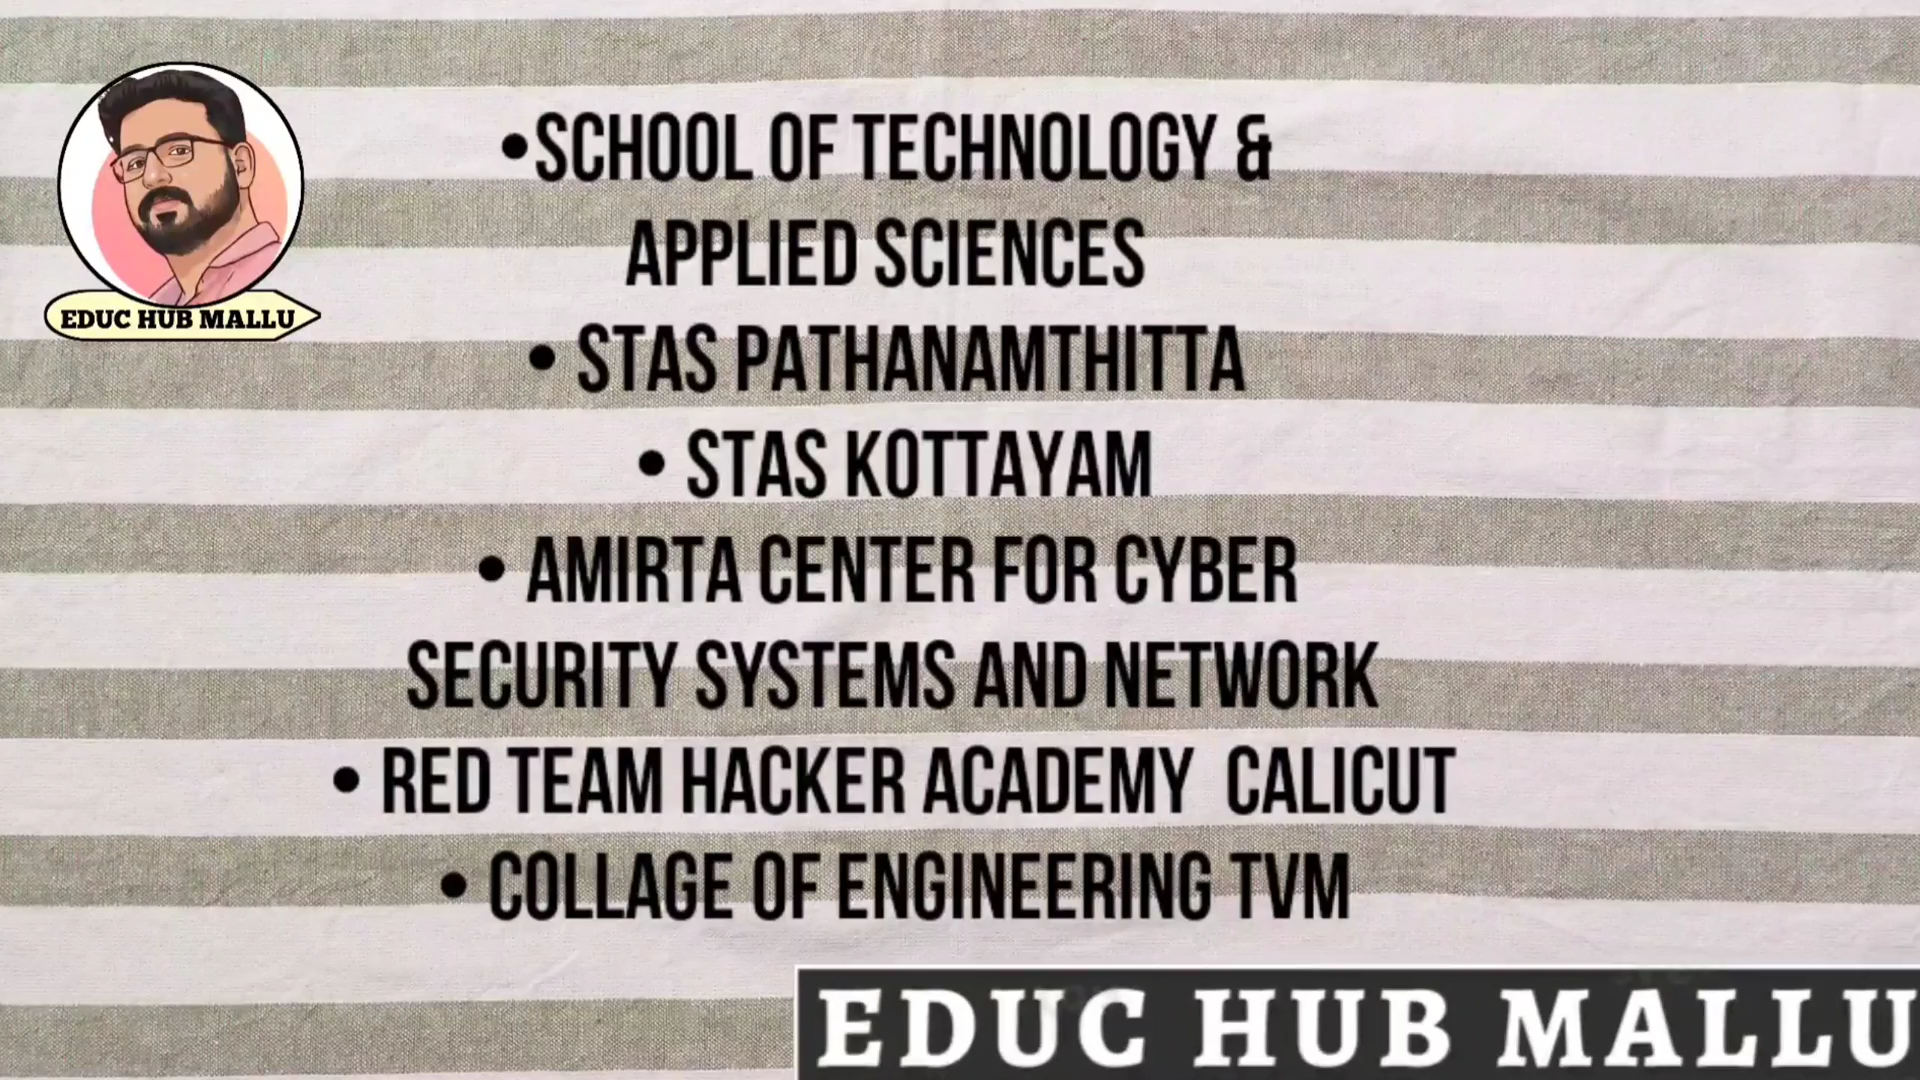 •SCHOOL OF TECHNOLOGY &
APPLIED SCIENCES
• STAS PATHANAMTHITTA
• STAS KOTTAYAM
• AMIRTA CENTER FOR CYBER
SECURITY SYSTEMS AND NETWORK
• RED TEAM HACKER ACADEMY CALICUT
• COLLAGE OF ENGINEERING TVM
EDUC HUB MALLU
EDUC HUB MALLU